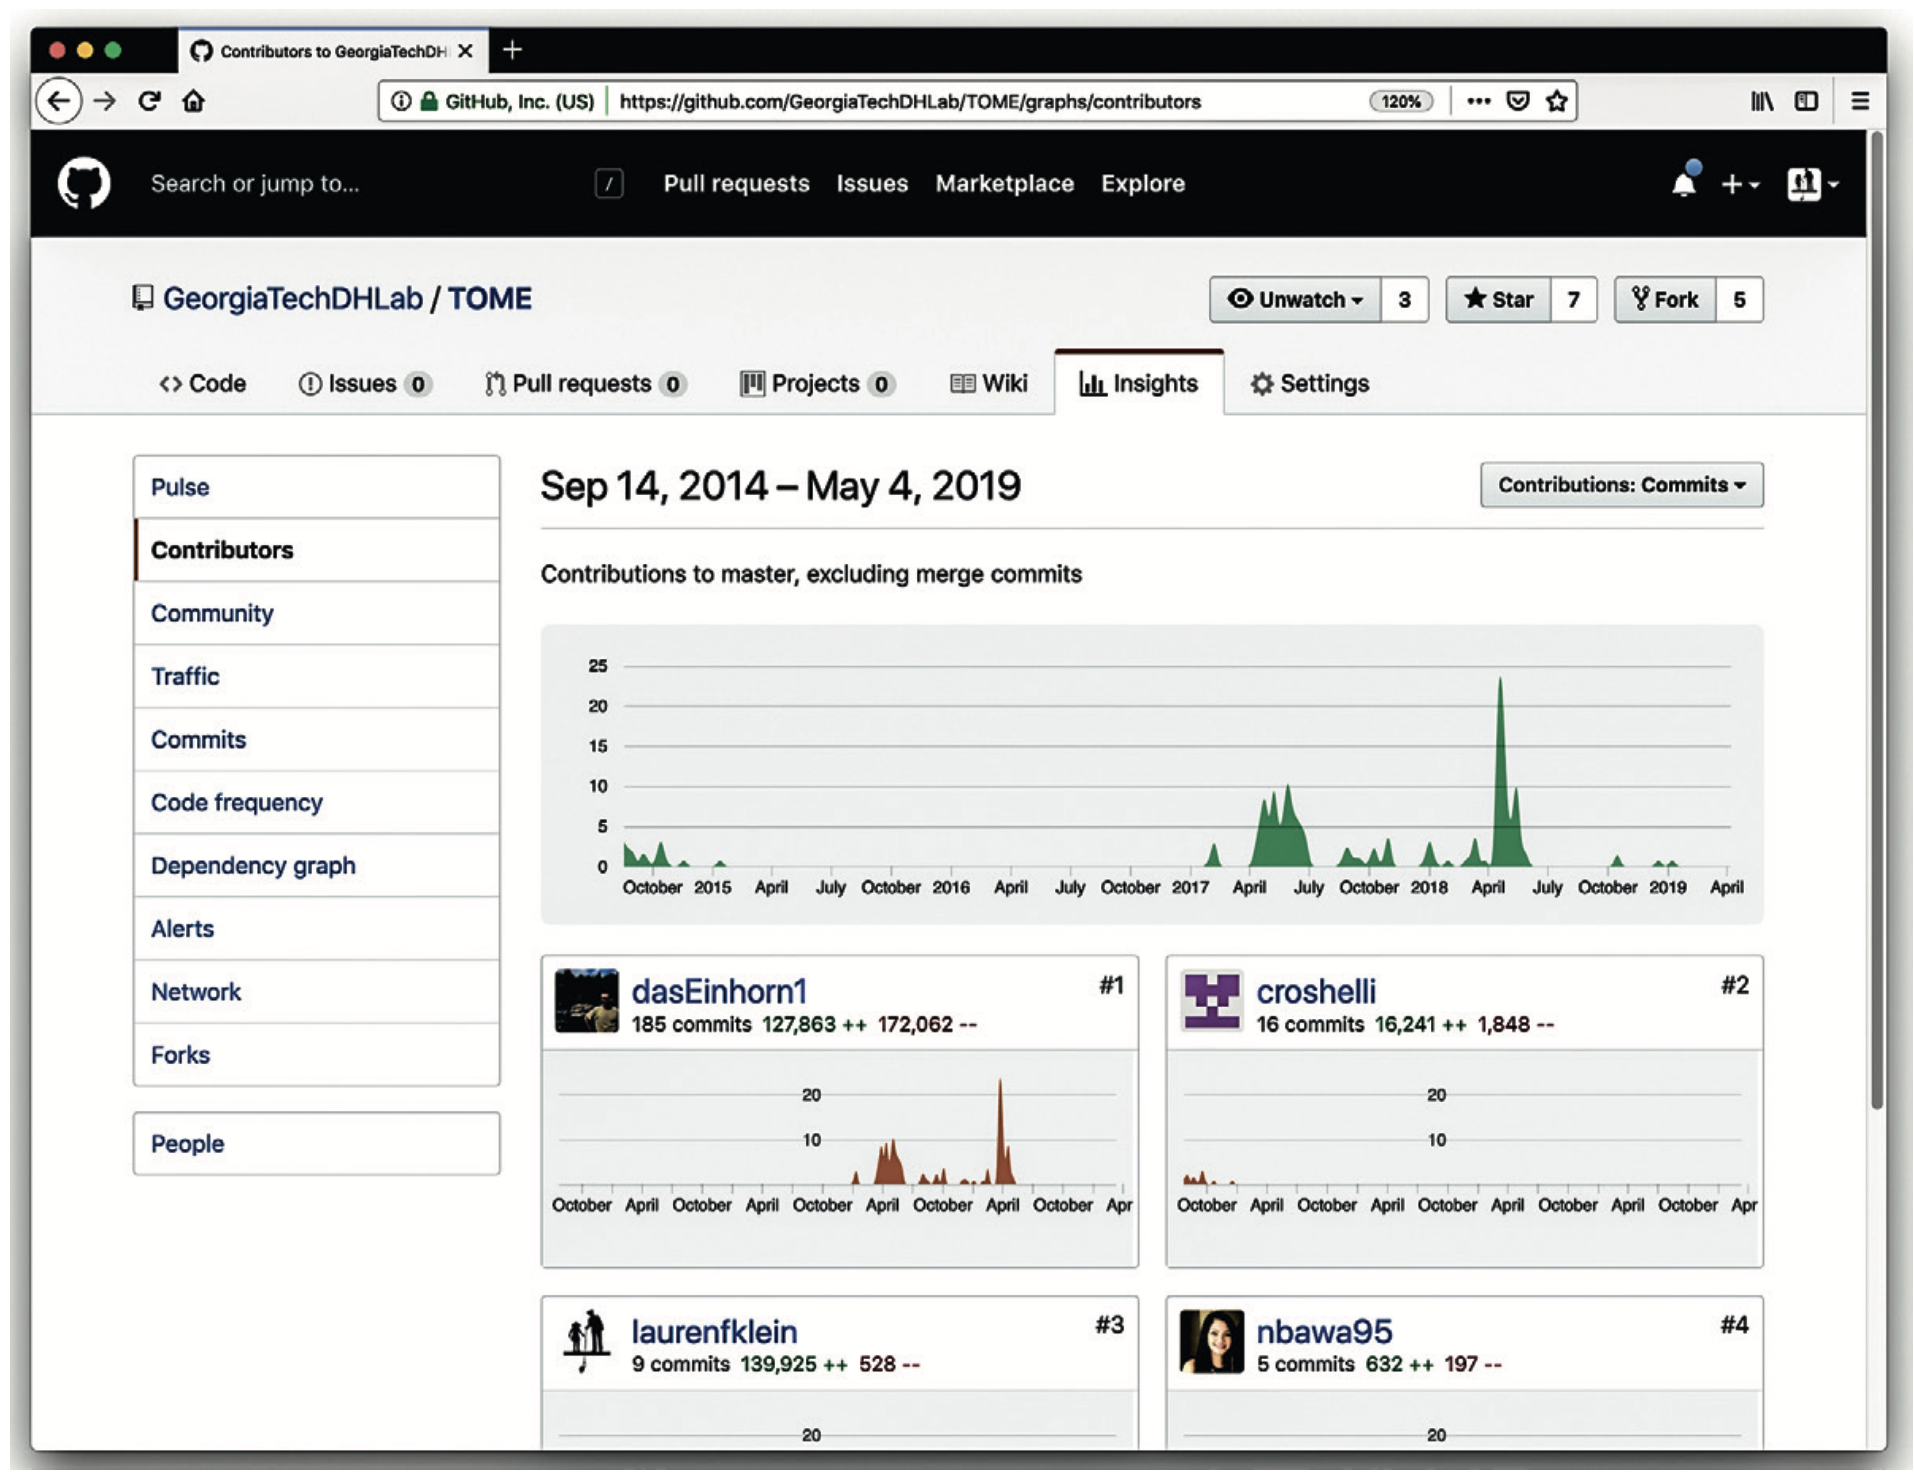 Contributors to GeorgiaTechDH
GitHub, Inc. (US) https://github.com/GeorgiaTechDHLab/TOME/graphs/contributors 120%
Search or jump to... / Pull requests Issues Marketplace Explore
GeorgiaTechDHLab / TOME
Unwatch 3 Star 7 Fork 5
Code Issues 0 Pull requests 0 Projects 0 Wiki Insights Settings
Pulse
Contributors
Community
Traffic
Commits
Code frequency
Dependency graph
Alerts
Network
Forks
People
Sep 14, 2014 – May 4, 2019
Contributions: Commits
Contributions to master, excluding merge commits
25
20
15
10
5
0
October 2015 April July October 2016 April July October 2017 April July October 2018 April July October 2019 April
dasEinhorn1 #1
185 commits 127,863 ++ 172,062 --
20
10
October April October April October April October April October Apr
croshelli #2
16 commits 16,241 ++ 1,848 --
20
10
October April October April October April October April October Apr
laurenfklein #3
9 commits 139,925 ++ 528 --
20
nbawa95 #4
5 commits 632 ++ 197 --
20